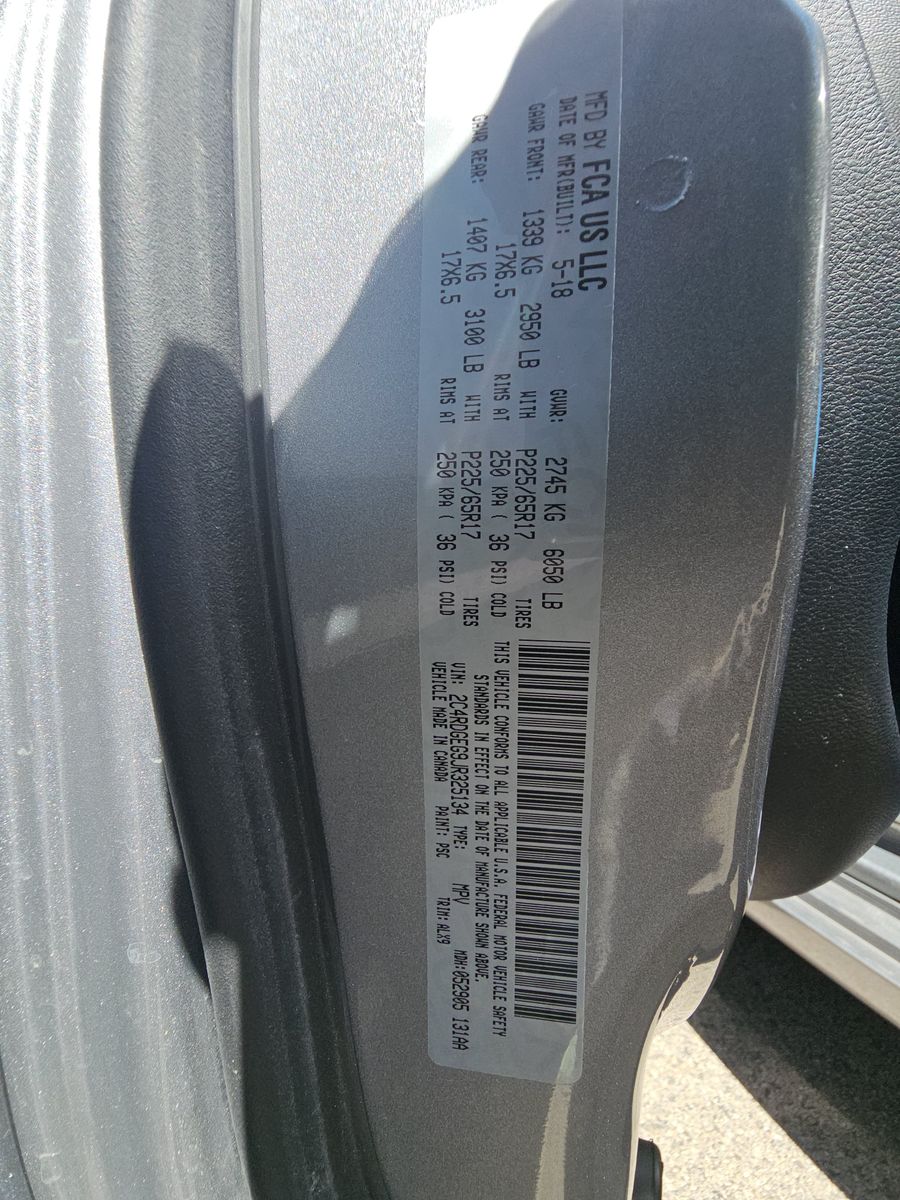 MFD BY FCA US LLC
DATE OF MFR(BUILT): 5-18 GVWR: 2745 KG 6050 LB
GAWR FRONT: 1339 KG 2950 LB WITH P225/65R17 TIRES
17X6.5 RIMS AT 250 KPA ( 36 PSI) COLD
GAWR REAR: 1407 KG 3100 LB WITH P225/65R17 TIRES
17X6.5 RIMS AT 250 KPA ( 36 PSI) COLD
THIS VEHICLE CONFORMS TO ALL APPLICABLE U.S.A. FEDERAL MOTOR VEHICLE SAFETY
STANDARDS IN EFFECT ON THE DATE OF MANUFACTURE SHOWN ABOVE.
VIN: 2C4RDGEG9JR325134 TYPE: MPV MDH:052905 131AA
VEHICLE MADE IN CANADA PAINT: PSC TRIM: ALX9